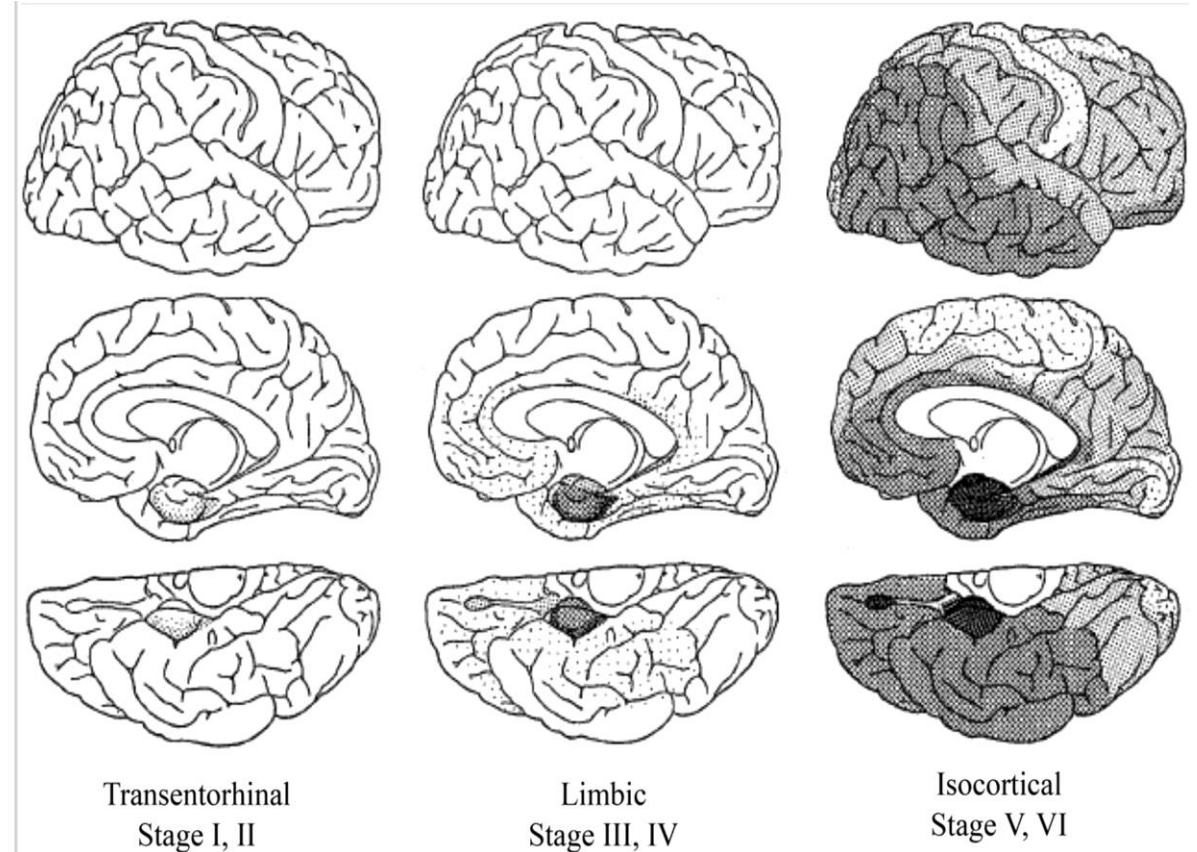 Transentorhinal
Stage I, II
Limbic
Stage III, IV
Isocortical
Stage V, VI